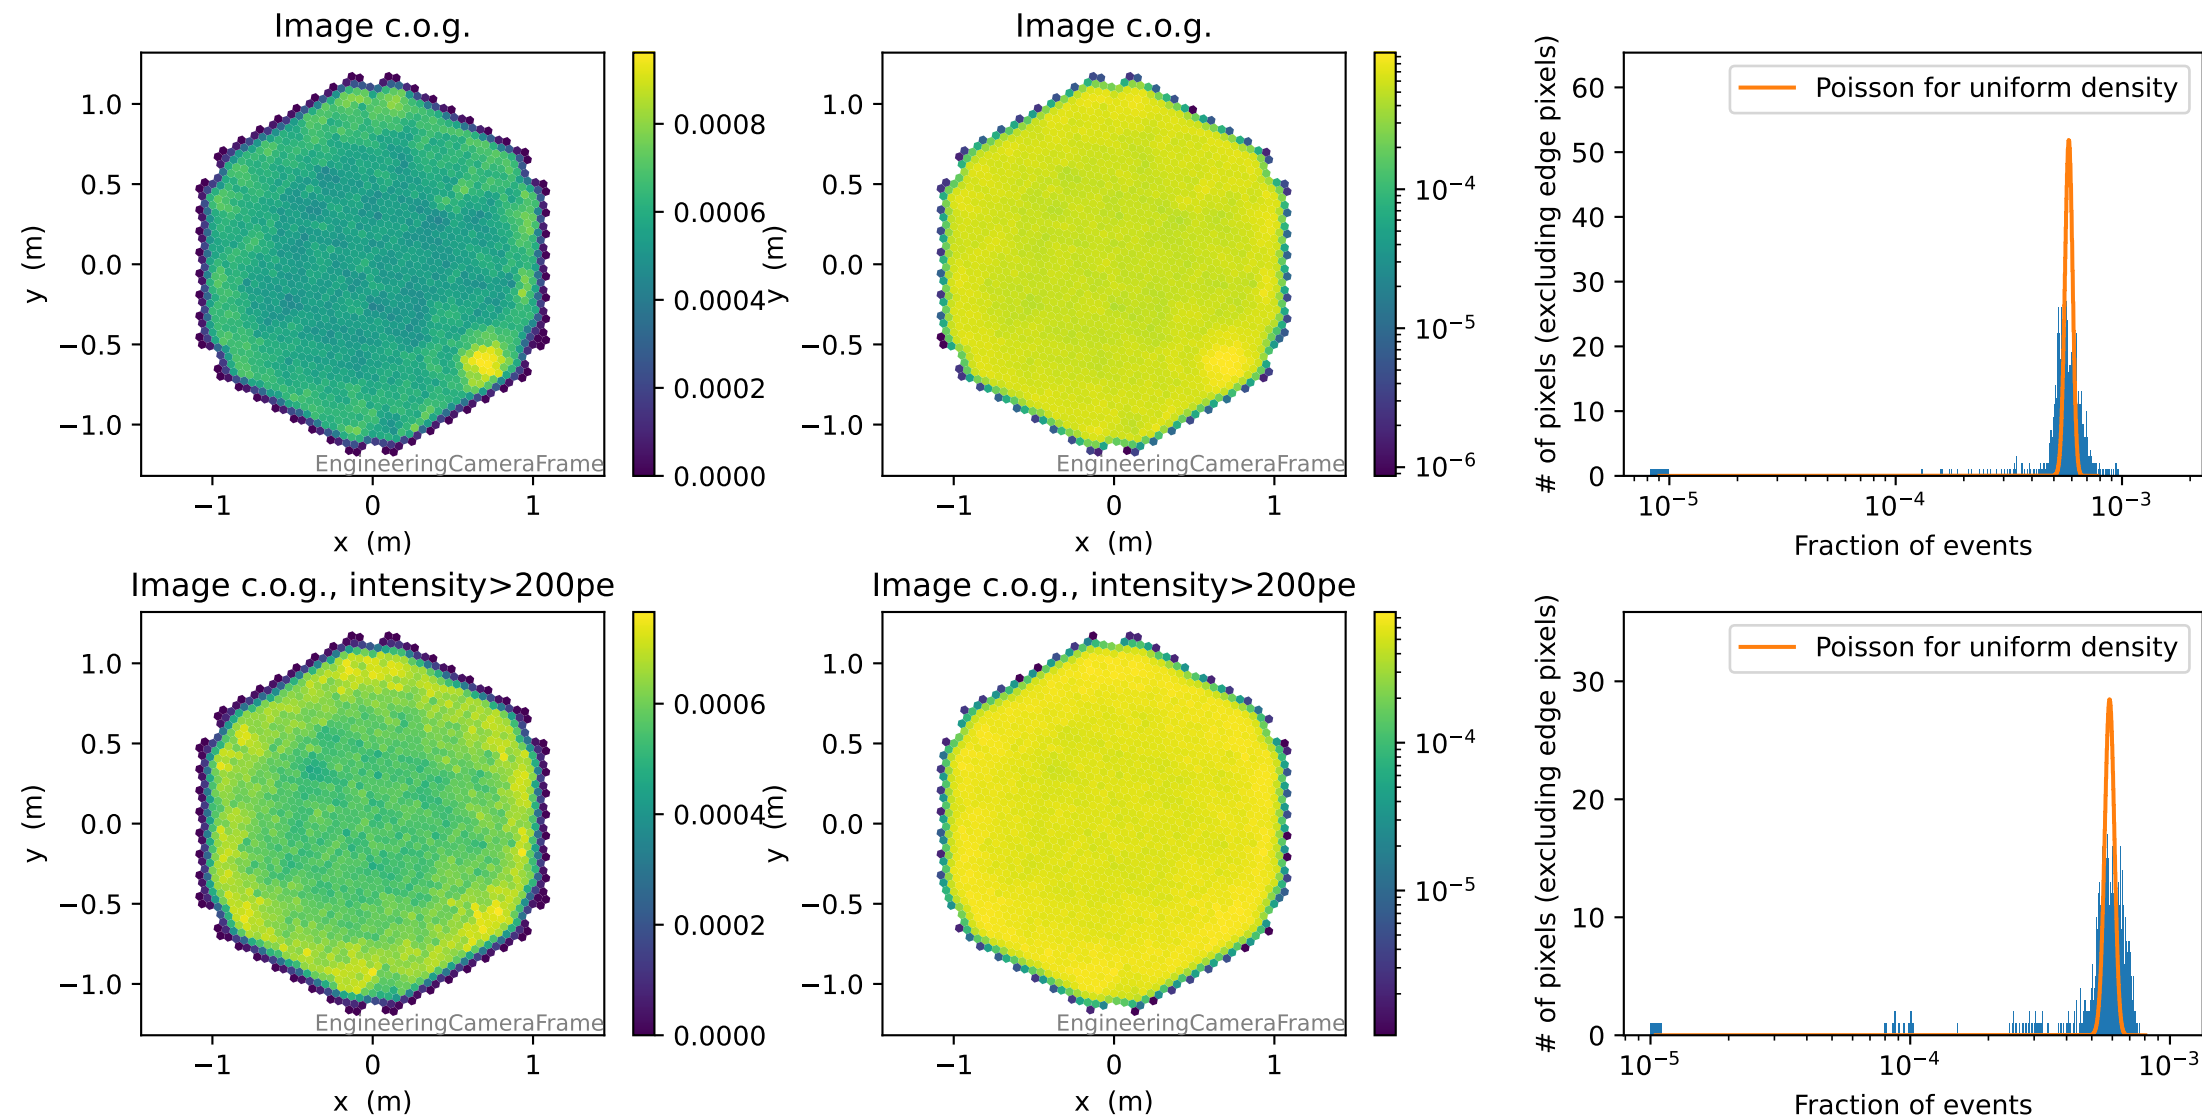 Image c.o.g.
1.0
0.5
0.0
−0.5
−1.0
y (m)
−1
0
1
x (m)
EngineeringCameraFrame
0.0008
0.0006
0.0004
0.0002
0.0000
Image c.o.g.
1.0
0.5
0.0
−0.5
−1.0
y (m)
−1
0
1
x (m)
EngineeringCameraFrame
10⁻⁴
10⁻⁵
10⁻⁶
Poisson for uniform density
# of pixels (excluding edge pixels)
60
50
40
30
20
10
0
10⁻⁵
10⁻⁴
10⁻³
Fraction of events
Image c.o.g., intensity>200pe
1.0
0.5
0.0
−0.5
−1.0
y (m)
−1
0
1
x (m)
EngineeringCameraFrame
0.0006
0.0004
0.0002
0.0000
Image c.o.g., intensity>200pe
1.0
0.5
0.0
−0.5
−1.0
y (m)
−1
0
1
x (m)
EngineeringCameraFrame
10⁻⁴
10⁻⁵
Poisson for uniform density
# of pixels (excluding edge pixels)
30
20
10
0
10⁻⁵
10⁻⁴
10⁻³
Fraction of events